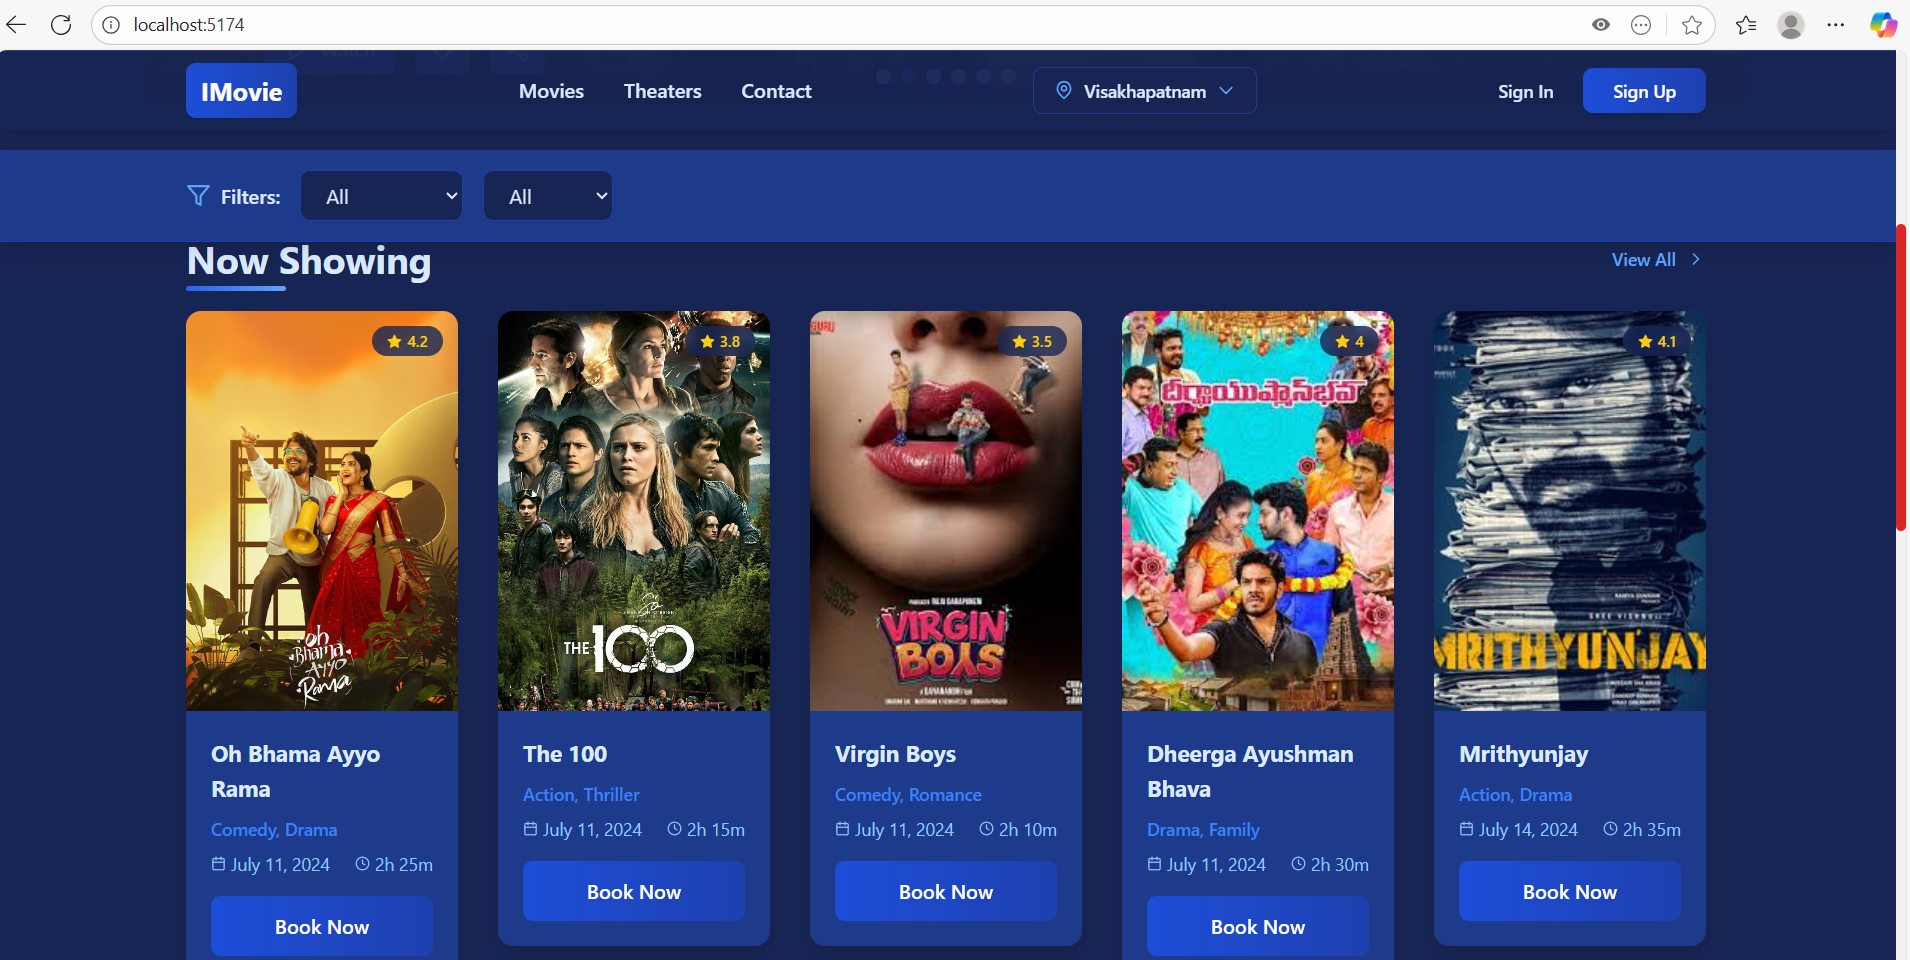 localhost:5174
IMovie
Movies
Theaters
Contact
Visakhapatnam
Sign In
Sign Up
Filters:
All
All
Now Showing
View All
4.2
3.8
3.5
4
4.1
దీర్ఘాయుష్మాన్‌భవ
oh
Bhama
Ayyo
Rama
THE 100
VIRGIN
BOYS
MRITHYUNJAY
Oh Bhama Ayyo
Rama
Comedy, Drama
July 11, 2024
2h 25m
Book Now
The 100
Action, Thriller
July 11, 2024
2h 15m
Book Now
Virgin Boys
Comedy, Romance
July 11, 2024
2h 10m
Book Now
Dheerga Ayushman
Bhava
Drama, Family
July 11, 2024
2h 30m
Book Now
Mrithyunjay
Action, Drama
July 14, 2024
2h 35m
Book Now